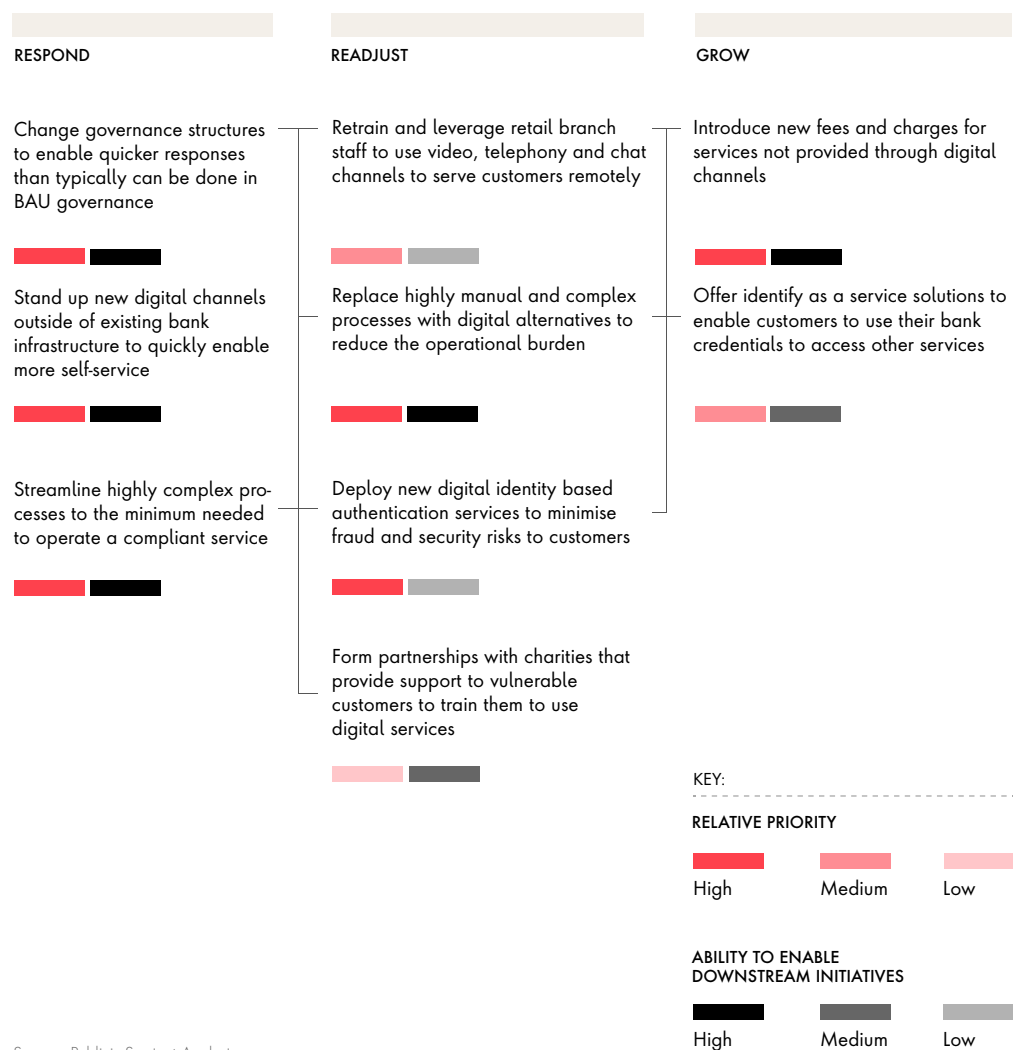 RESPOND
Change governance structures
to enable quicker responses
than typically can be done in
BAU governance
Stand up new digital channels
outside of existing bank
infrastructure to quickly enable
more self-service
Streamline highly complex pro-
cesses to the minimum needed
to operate a compliant service
READJUST
Retrain and leverage retail branch
staff to use video, telephony and chat
channels to serve customers remotely
Replace highly manual and complex
processes with digital alternatives to
reduce the operational burden
Deploy new digital identity based
authentication services to minimise
fraud and security risks to customers
Form partnerships with charities that
provide support to vulnerable
customers to train them to use
digital services
GROW
Introduce new fees and charges for
services not provided through digital
channels
Offer identify as a service solutions to
enable customers to use their bank
credentials to access other services
KEY:
RELATIVE PRIORITY
High Medium Low
ABILITY TO ENABLE
DOWNSTREAM INITIATIVES
High Medium Low